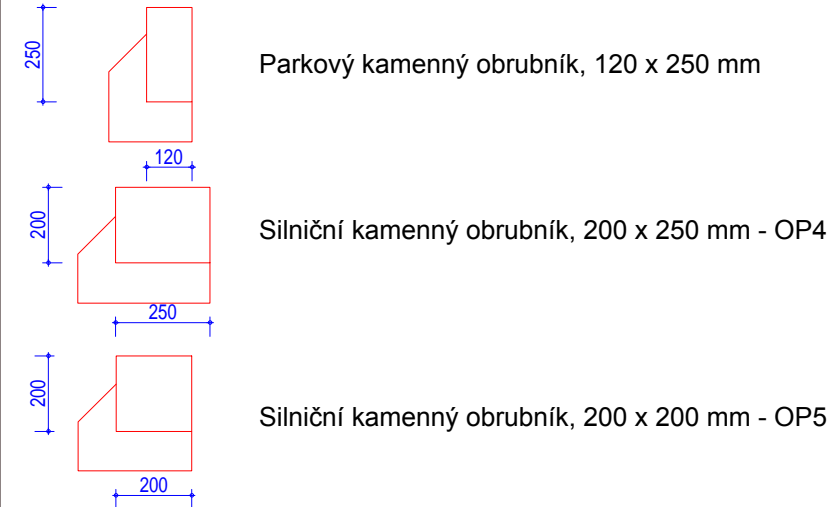 250
Parkový kamenný obrubník, 120 x 250 mm
120
200
Silniční kamenný obrubník, 200 x 250 mm - OP4
250
200
Silniční kamenný obrubník, 200 x 200 mm - OP5
200